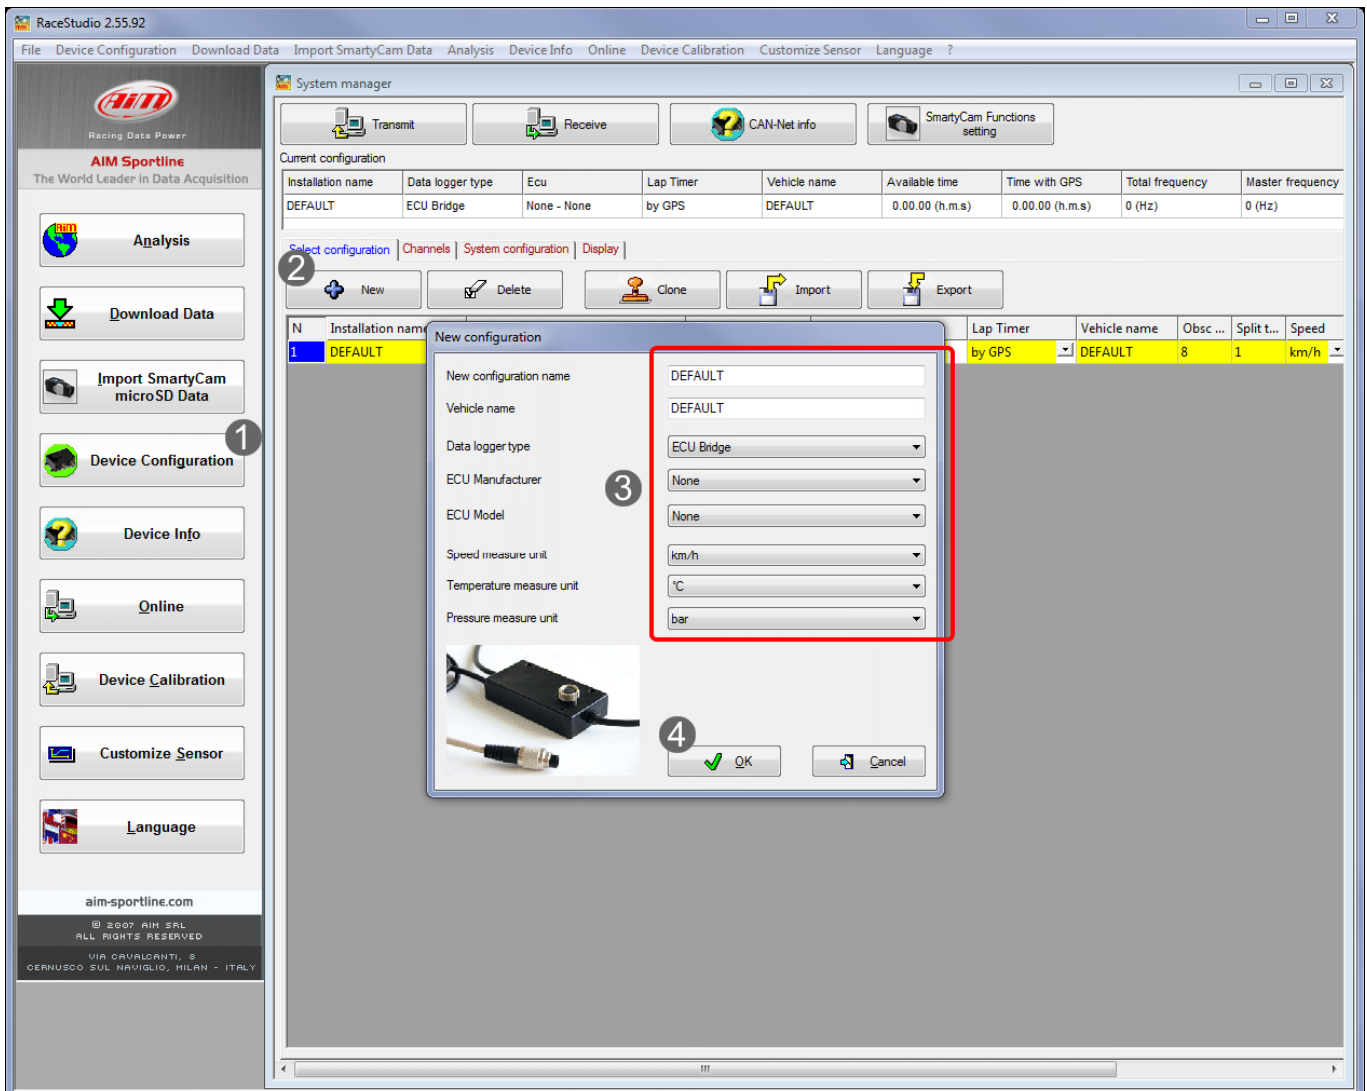 RaceStudio 2.55.92
File Device Configuration Download Data Import SmartyCam Data Analysis Device Info Online Device Calibration Customize Sensor Language ?
AiM
Racing Data Power
AIM Sportline
The World Leader in Data Acquisition
Analysis
Download Data
Import SmartyCam
microSD Data
1
Device Configuration
Device Info
Online
Device Calibration
Customize Sensor
Language
aim-sportline.com
© 2007 AIM SRL
ALL RIGHTS RESERVED
VIA CAVALCANTI, 8
CERNUSCO SUL NAVIGLIO, MILAN - ITALY
System manager
Transmit Receive CAN-Net info SmartyCam Functions
setting
Current configuration
Installation name Data logger type Ecu Lap Timer Vehicle name Available time Time with GPS Total frequency Master frequency
DEFAULT ECU Bridge None - None by GPS DEFAULT 0.00.00 (h.m.s) 0.00.00 (h.m.s) 0 (Hz) 0 (Hz)
Select configuration Channels System configuration Display
2
New Delete Clone Import Export
N Installation name Lap Timer Vehicle name Obsc ... Split t... Speed
1 DEFAULT by GPS DEFAULT 8 1 km/h
New configuration
New configuration name DEFAULT
Vehicle name DEFAULT
Data logger type ECU Bridge
ECU Manufacturer None
3
ECU Model None
Speed measure unit km/h
Temperature measure unit °C
Pressure measure unit bar
4
OK Cancel